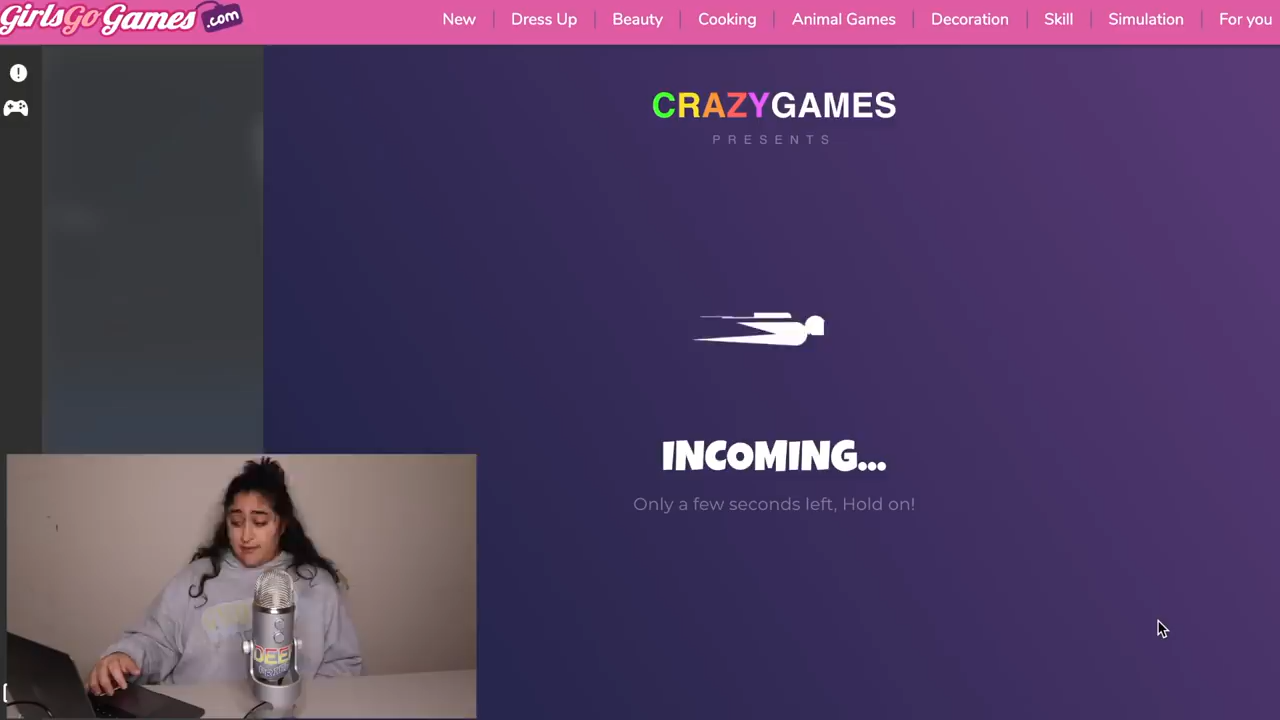 GirlsGoGames.com
New
Dress Up
Beauty
Cooking
Animal Games
Decoration
Skill
Simulation
For you
CRAZYGAMES
PRESENTS
INCOMING...
Only a few seconds left, Hold on!